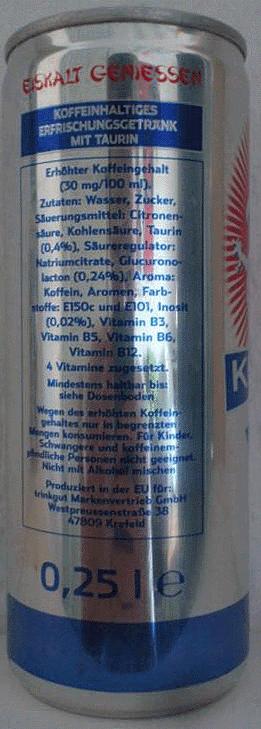 EISKALT GENIESSEN
KOFFEINHALTIGES
ERFRISCHUNGSGETRÄNK
MIT TAURIN
Erhöhter Koffeingehalt
(30 mg/100 ml).
Zutaten: Wasser, Zucker,
Säuerungsmittel: Citronen-
säure, Kohlensäure, Taurin
(0,4%), Säureregulator:
Natriumcitrate, Glucurono-
lacton (0,24%), Aroma:
Koffein, Aromen, Farb-
stoffe: E150c und E101, Inosit
(0,02%), Vitamin B3,
Vitamin B5, Vitamin B6,
Vitamin B12.
4 Vitamine zugesetzt.
Mindestens haltbar bis:
siehe Dosenboden
Wegen des erhöhten Koffein-
gehaltes nur in begrenzten
Mengen konsumieren. Für Kinder,
Schwangere und koffeinem-
pfindliche Personen nicht geeignet.
Nicht mit Alkohol mischen
Produziert in der EU für:
trinkgut Markenvertrieb GmbH
Westpreussenstraße 38
47809 Krefeld
0,25 l e
K